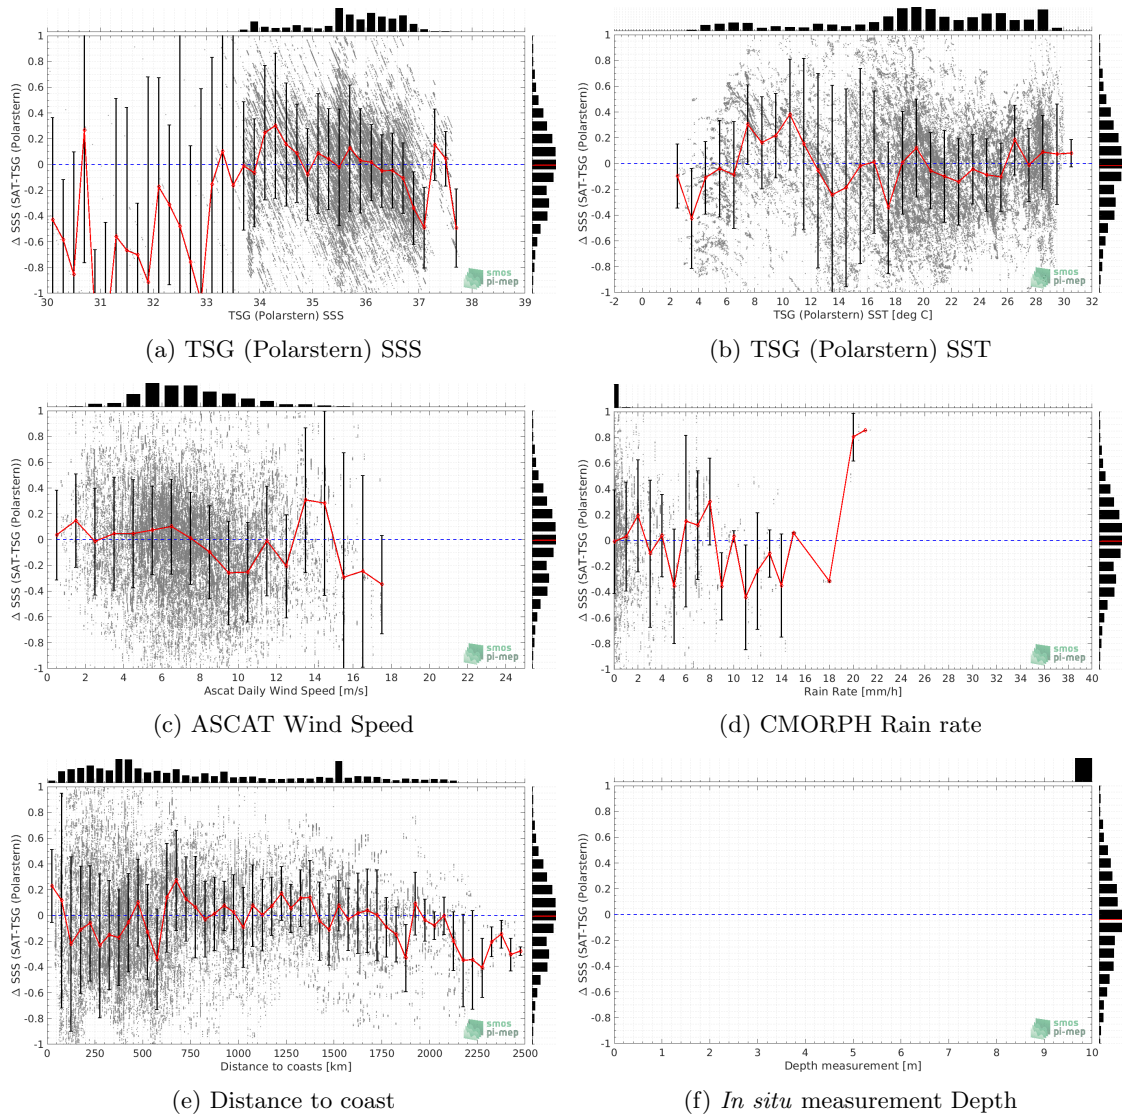 1
0.8
0.6
0.4
0.2
0
-0.2
-0.4
-0.6
-0.8
-1
Δ SSS (SAT-TSG (Polarstern))
30 31 32 33 34 35 36 37 38 39
TSG (Polarstern) SSS
smos
pi-mep
(a) TSG (Polarstern) SSS
1
0.8
0.6
0.4
0.2
0
-0.2
-0.4
-0.6
-0.8
-1
Δ SSS (SAT-TSG (Polarstern))
-2 0 2 4 6 8 10 12 14 16 18 20 22 24 26 28 30 32
TSG (Polarstern) SST [deg C]
smos
pi-mep
(b) TSG (Polarstern) SST
1
0.8
0.6
0.4
0.2
0
-0.2
-0.4
-0.6
-0.8
-1
Δ SSS (SAT-TSG (Polarstern))
0 2 4 6 8 10 12 14 16 18 20 22 24
Ascat Daily Wind Speed [m/s]
smos
pi-mep
(c) ASCAT Wind Speed
1
0.8
0.6
0.4
0.2
0
-0.2
-0.4
-0.6
-0.8
-1
Δ SSS (SAT-TSG (Polarstern))
0 2 4 6 8 10 12 14 16 18 20 22 24 26 28 30 32 34 36 38 40
Rain Rate [mm/h]
smos
pi-mep
(d) CMORPH Rain rate
1
0.8
0.6
0.4
0.2
0
-0.2
-0.4
-0.6
-0.8
-1
Δ SSS (SAT-TSG (Polarstern))
0 250 500 750 1000 1250 1500 1750 2000 2250 2500
Distance to coasts [km]
smos
pi-mep
(e) Distance to coast
1
0.8
0.6
0.4
0.2
0
-0.2
-0.4
-0.6
-0.8
-1
Δ SSS (SAT-TSG (Polarstern))
0 1 2 3 4 5 6 7 8 9 10
Depth measurement [m]
smos
pi-mep
(f) In situ measurement Depth